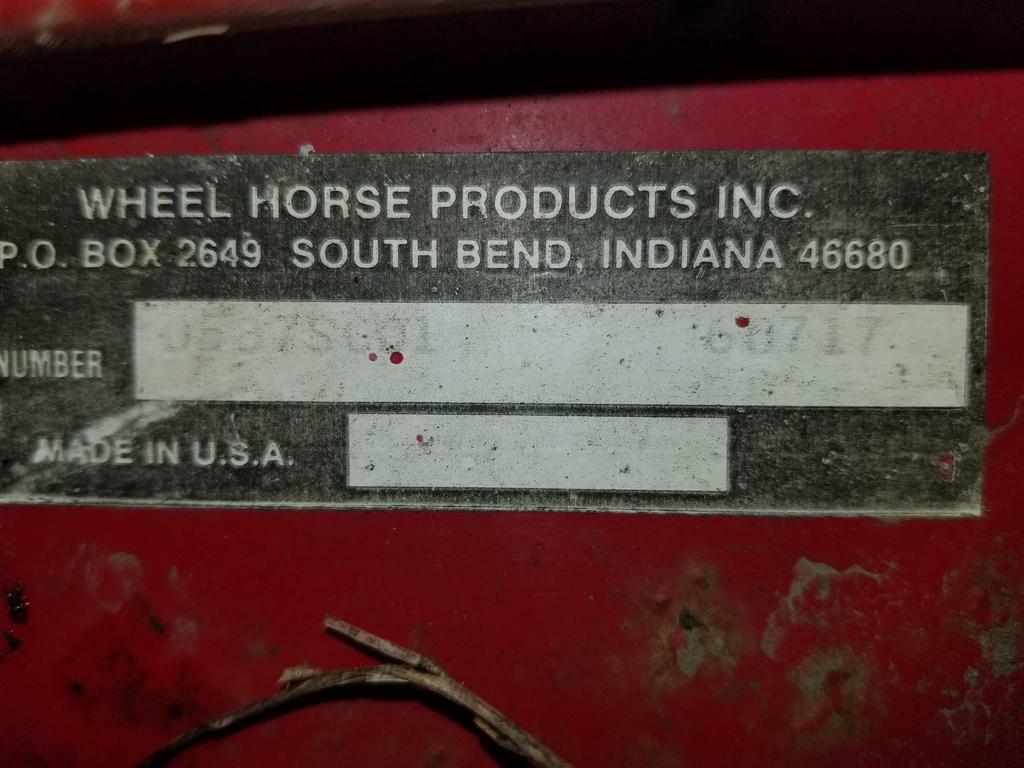 WHEEL HORSE PRODUCTS INC.
P.O. BOX 2649 SOUTH BEND, INDIANA 46680
NUMBER
MADE IN U.S.A.